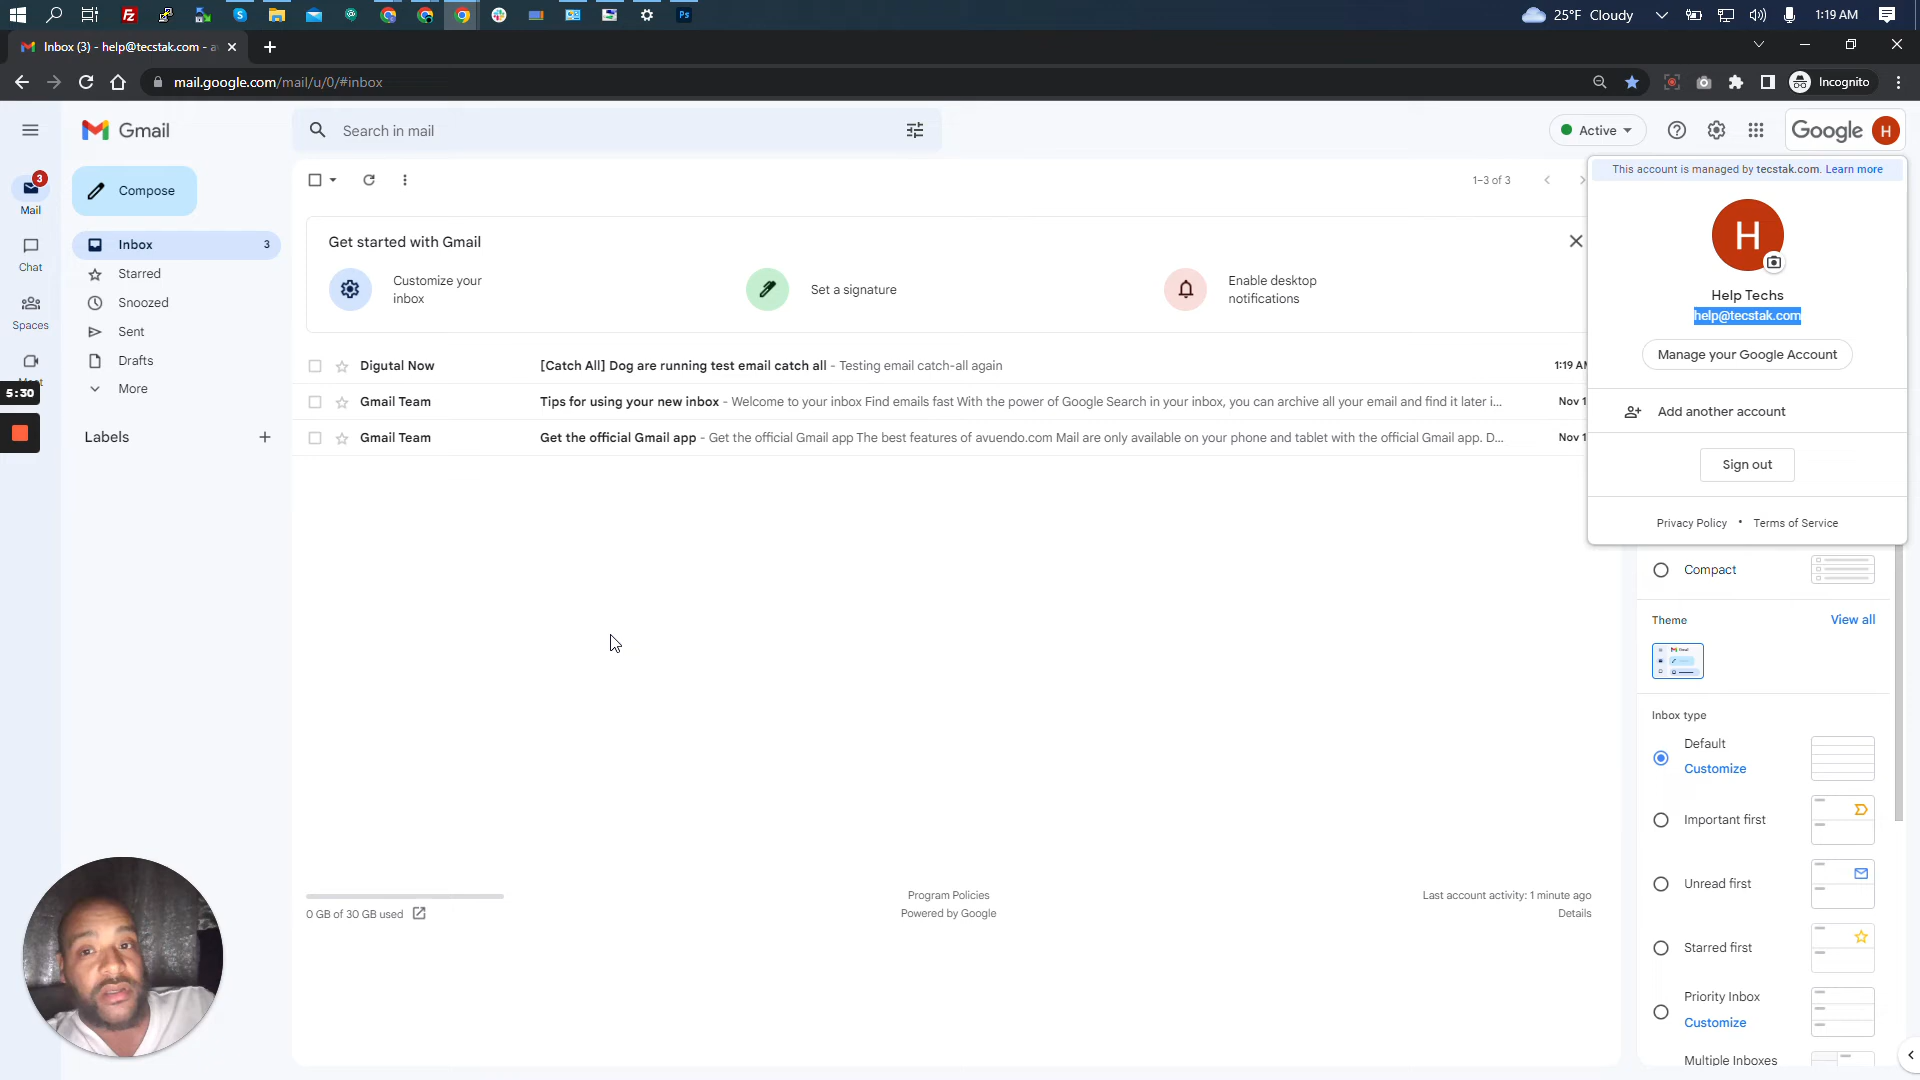 25°F Cloudy
1:19 AM
Fz
Ps
Inbox (3) - help@tecstak.com - a
mail.google.com/mail/u/0/#inbox
Incognito
Gmail
Search in mail
Active
Google
H
3
Mail
Compose
1–3 of 3
This account is managed by tecstak.com. Learn more
H
Inbox
3
Chat
Starred
Get started with Gmail
Snoozed
Customize your
inbox
Set a signature
Enable desktop
notifications
Help Techs
help@tecstak.com
Spaces
Sent
Manage your Google Account
Drafts
Digutal Now
[Catch All] Dog are running test email catch all - Testing email catch-all again
1:19 AM
5:30
More
Gmail Team
Tips for using your new inbox - Welcome to your inbox Find emails fast With the power of Google Search in your inbox, you can archive all your email and find it later i...
Nov 1
Add another account
Labels
Gmail Team
Get the official Gmail app - Get the official Gmail app The best features of avuendo.com Mail are only available on your phone and tablet with the official Gmail app. D...
Nov 1
Sign out
Privacy Policy • Terms of Service
Compact
Theme
View all
Inbox type
Default
Customize
Important first
Unread first
Starred first
Priority Inbox
Customize
Multiple Inboxes
0 GB of 30 GB used
Program Policies
Powered by Google
Last account activity: 1 minute ago
Details